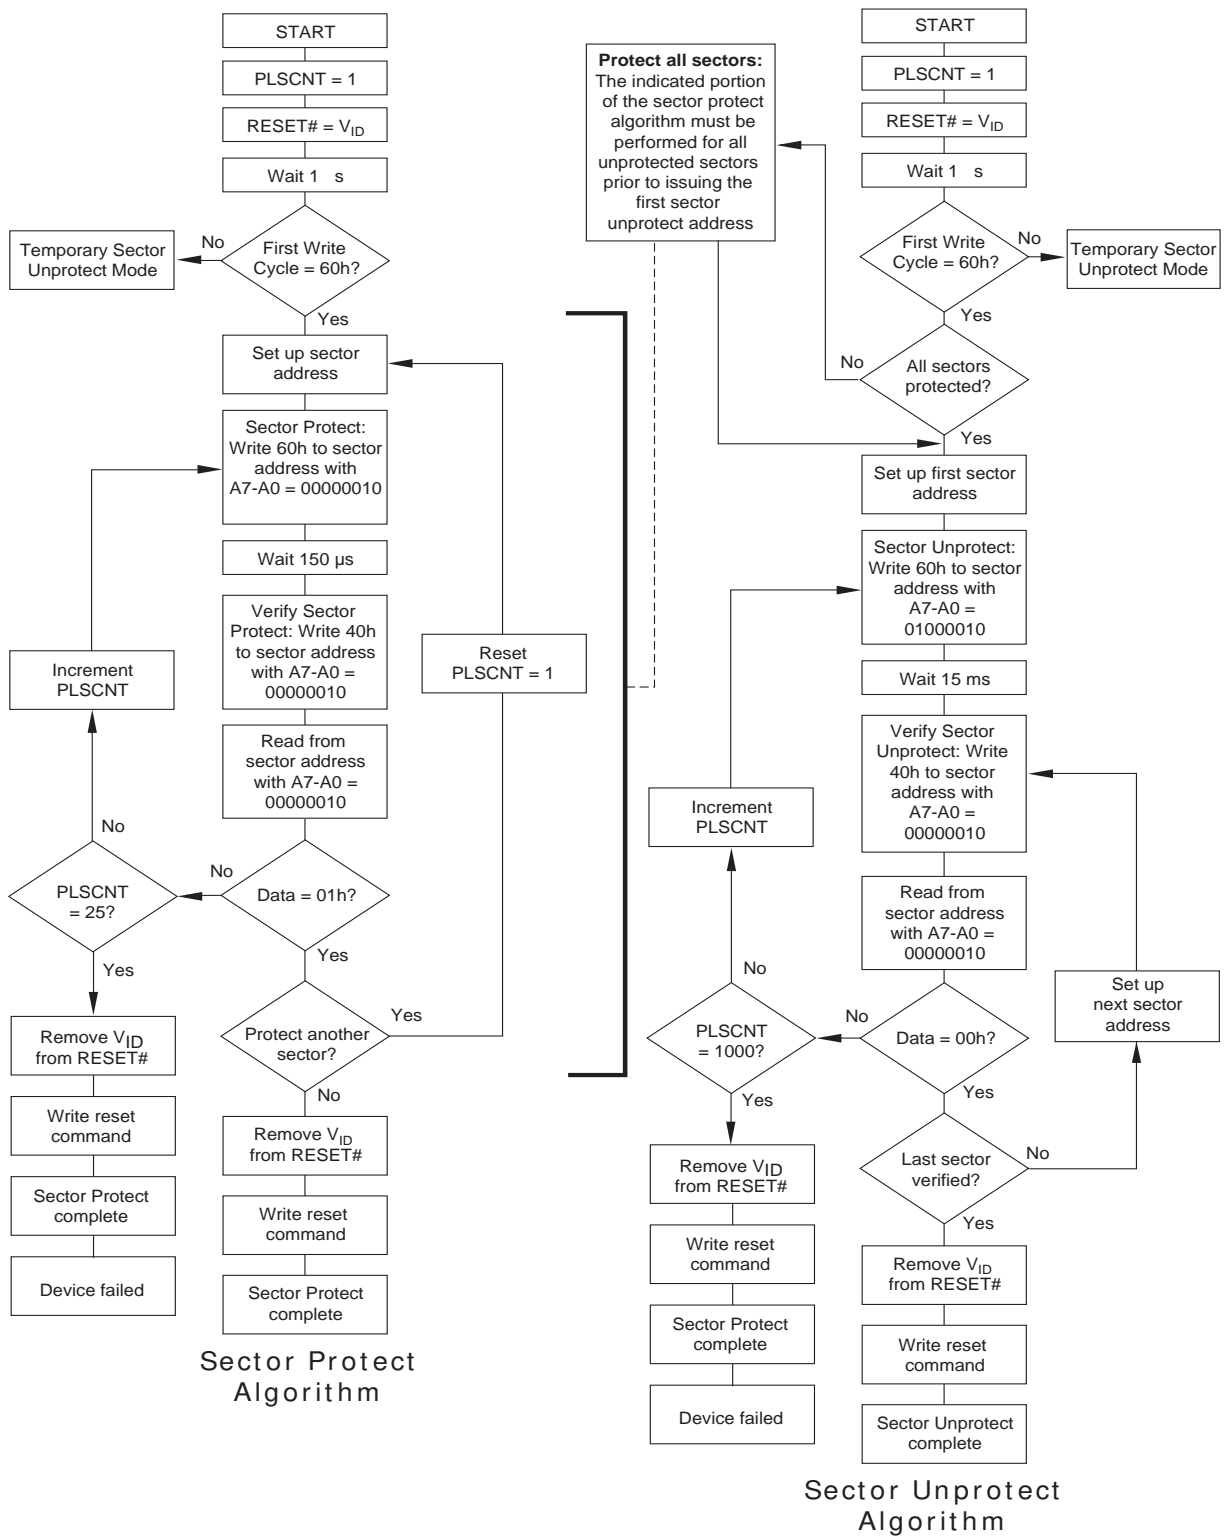 START
PLSCNT = 1
RESET# = VID
Wait 1 s
First Write
Cycle = 60h?
No
Temporary Sector
Unprotect Mode
Yes
Set up sector
address
Sector Protect:
Write 60h to sector
address with
A7-A0 = 00000010
Wait 150 µs
Verify Sector
Protect: Write 40h
to sector address
with A7-A0 =
00000010
Read from
sector address
with A7-A0 =
00000010
Data = 01h?
No
PLSCNT
= 25?
No
Increment
PLSCNT
Yes
Remove VID
from RESET#
Write reset
command
Sector Protect
complete
Device failed
Yes
Protect another
sector?
Yes
Reset
PLSCNT = 1
No
Remove VID
from RESET#
Write reset
command
Sector Protect
complete
Sector Protect
Algorithm
Protect all sectors:
The indicated portion
of the sector protect
algorithm must be
performed for all
unprotected sectors
prior to issuing the
first sector
unprotect address
START
PLSCNT = 1
RESET# = VID
Wait 1 s
First Write
Cycle = 60h?
No
Temporary Sector
Unprotect Mode
Yes
All sectors
protected?
No
Yes
Set up first sector
address
Sector Unprotect:
Write 60h to sector
address with
A7-A0 =
01000010
Wait 15 ms
Verify Sector
Unprotect: Write
40h to sector
address with
A7-A0 =
00000010
Read from
sector address
with A7-A0 =
00000010
Data = 00h?
No
PLSCNT
= 1000?
No
Increment
PLSCNT
Yes
Remove VID
from RESET#
Write reset
command
Sector Protect
complete
Device failed
Yes
Last sector
verified?
No
Set up
next sector
address
Yes
Remove VID
from RESET#
Write reset
command
Sector Unprotect
complete
Sector Unprotect
Algorithm